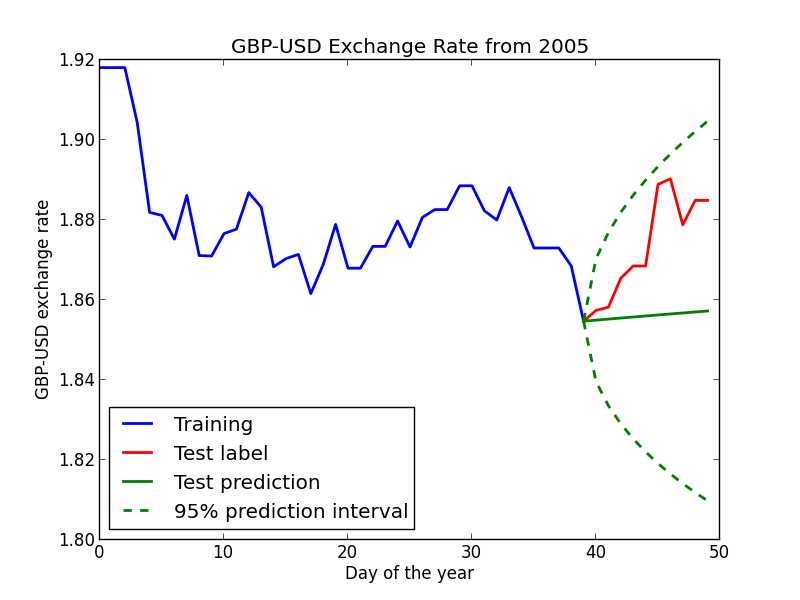 GBP-USD Exchange Rate from 2005
1.92
1.90
1.88
1.86
1.84
1.82
1.80
GBP-USD exchange rate
Training
Test label
Test prediction
95% prediction interval
0 10 20 30 40 50
Day of the year